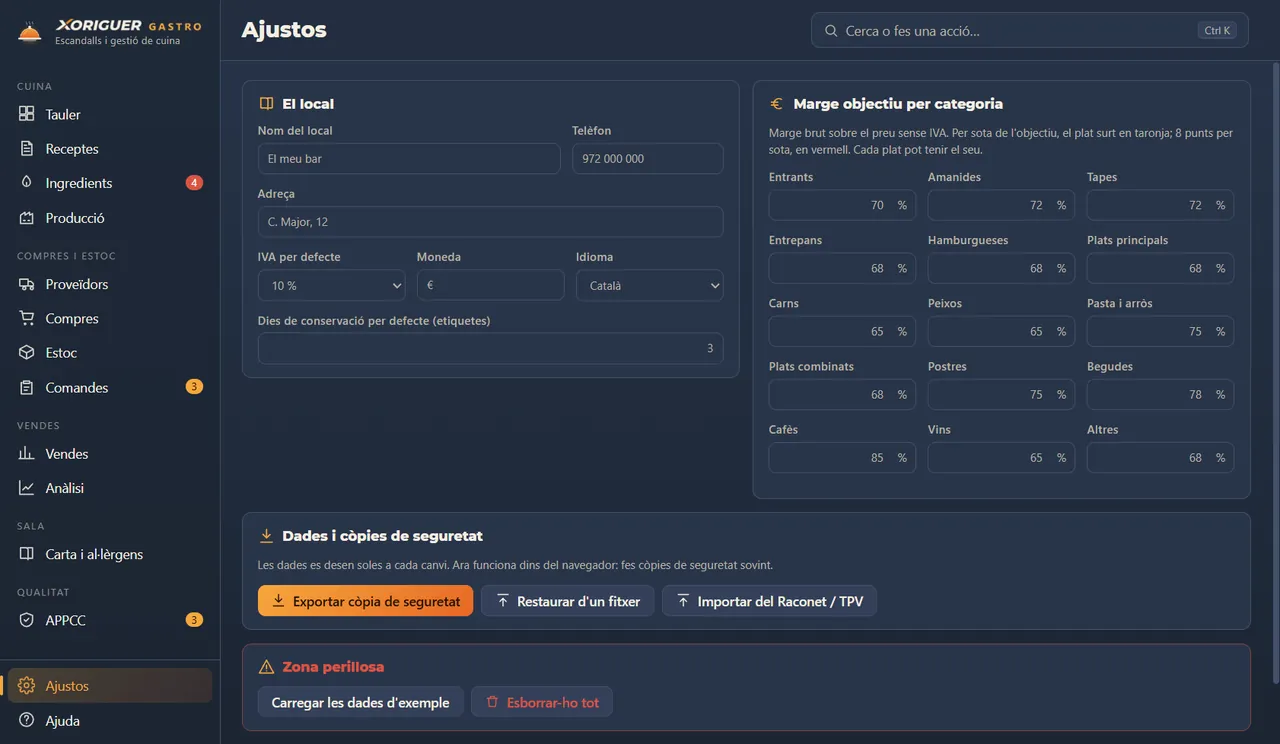 XORIGUER GASTRO
Escandalls i gestió de cuina
CUINA
Tauler
Receptes
Ingredients 4
Producció
COMPRES I ESTOC
Proveïdors
Compres
Estoc
Comandes 3
VENDES
Vendes
Anàlisi
SALA
Carta i al·lèrgens
QUALITAT
APPCC 3
Ajustos
Ajuda
Ajustos
Cerca o fes una acció... Ctrl K
El local
Nom del local Telèfon
El meu bar 972 000 000
Adreça
C. Major, 12
IVA per defecte Moneda Idioma
10 % € Català
Dies de conservació per defecte (etiquetes)
3
€ Marge objectiu per categoria
Marge brut sobre el preu sense IVA. Per sota de l'objectiu, el plat surt en taronja; 8 punts per
sota, en vermell. Cada plat pot tenir el seu.
Entrants Amanides Tapes
70 % 72 % 72 %
Entrepans Hamburgueses Plats principals
68 % 68 % 68 %
Carns Peixos Pasta i arròs
65 % 65 % 75 %
Plats combinats Postres Begudes
68 % 75 % 78 %
Cafès Vins Altres
85 % 65 % 68 %
Dades i còpies de seguretat
Les dades es desen soles a cada canvi. Ara funciona dins del navegador: fes còpies de seguretat sovint.
Exportar còpia de seguretat Restaurar d'un fitxer Importar del Raconet / TPV
Zona perillosa
Carregar les dades d'exemple Esborrar-ho tot